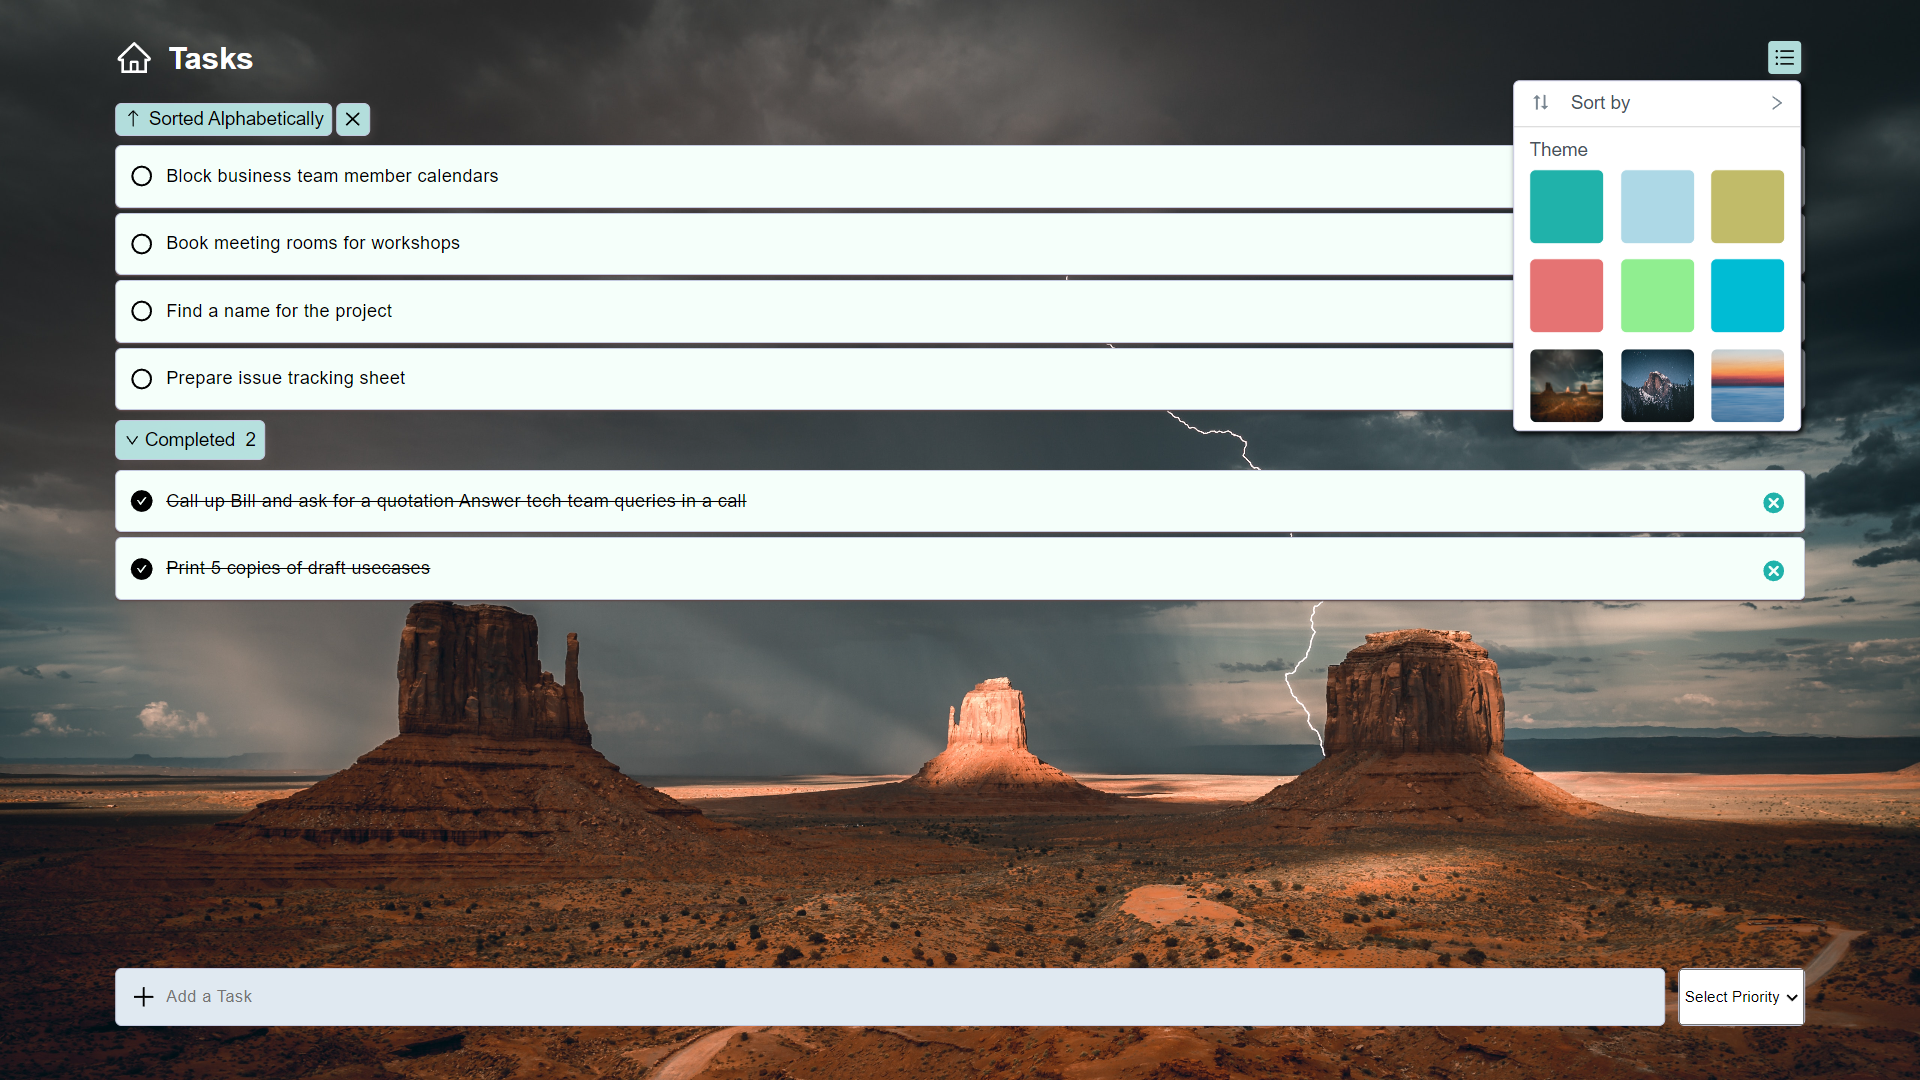 Tasks
Sorted Alphabetically
Sort by
Theme
Block business team member calendars
Book meeting rooms for workshops
Find a name for the project
Prepare issue tracking sheet
Completed 2
Call up Bill and ask for a quotation Answer tech team queries in a call
Print 5 copies of draft usecases
Add a Task
Select Priority